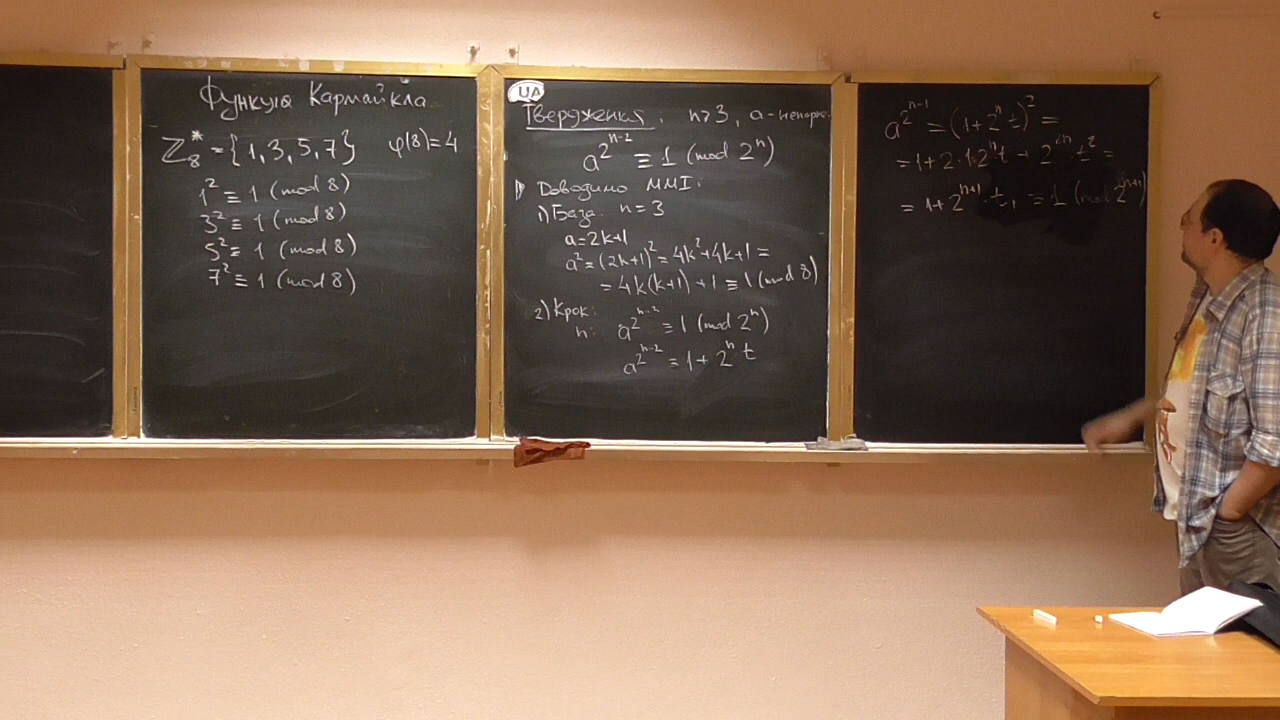 Функція Кармайкла
ℤ₈* = {1, 3, 5, 7} φ(8) = 4
1² ≡ 1 (mod 8)
3² ≡ 1 (mod 8)
5² ≡ 1 (mod 8)
7² ≡ 1 (mod 8)
UA
Твердження. n≥3, a-непарне
a^{2^{n-2}} ≡ 1 (mod 2^n)
Доводимо ММІ:
1) База. n = 3
a = 2k+1
a² = (2k+1)² = 4k² + 4k + 1 =
= 4k(k+1) + 1 ≡ 1 (mod 8)
2) Крок:
n: a^{2^{n-2}} ≡ 1 (mod 2^n)
a^{2^{n-2}} = 1 + 2^n t
a^{2^{n-1}} = (1 + 2^n t)² =
= 1 + 2·1·2^n t + 2^{2n}·t² =
= 1 + 2^{n+1}·t₁ ≡ 1 (mod 2^{n+1})